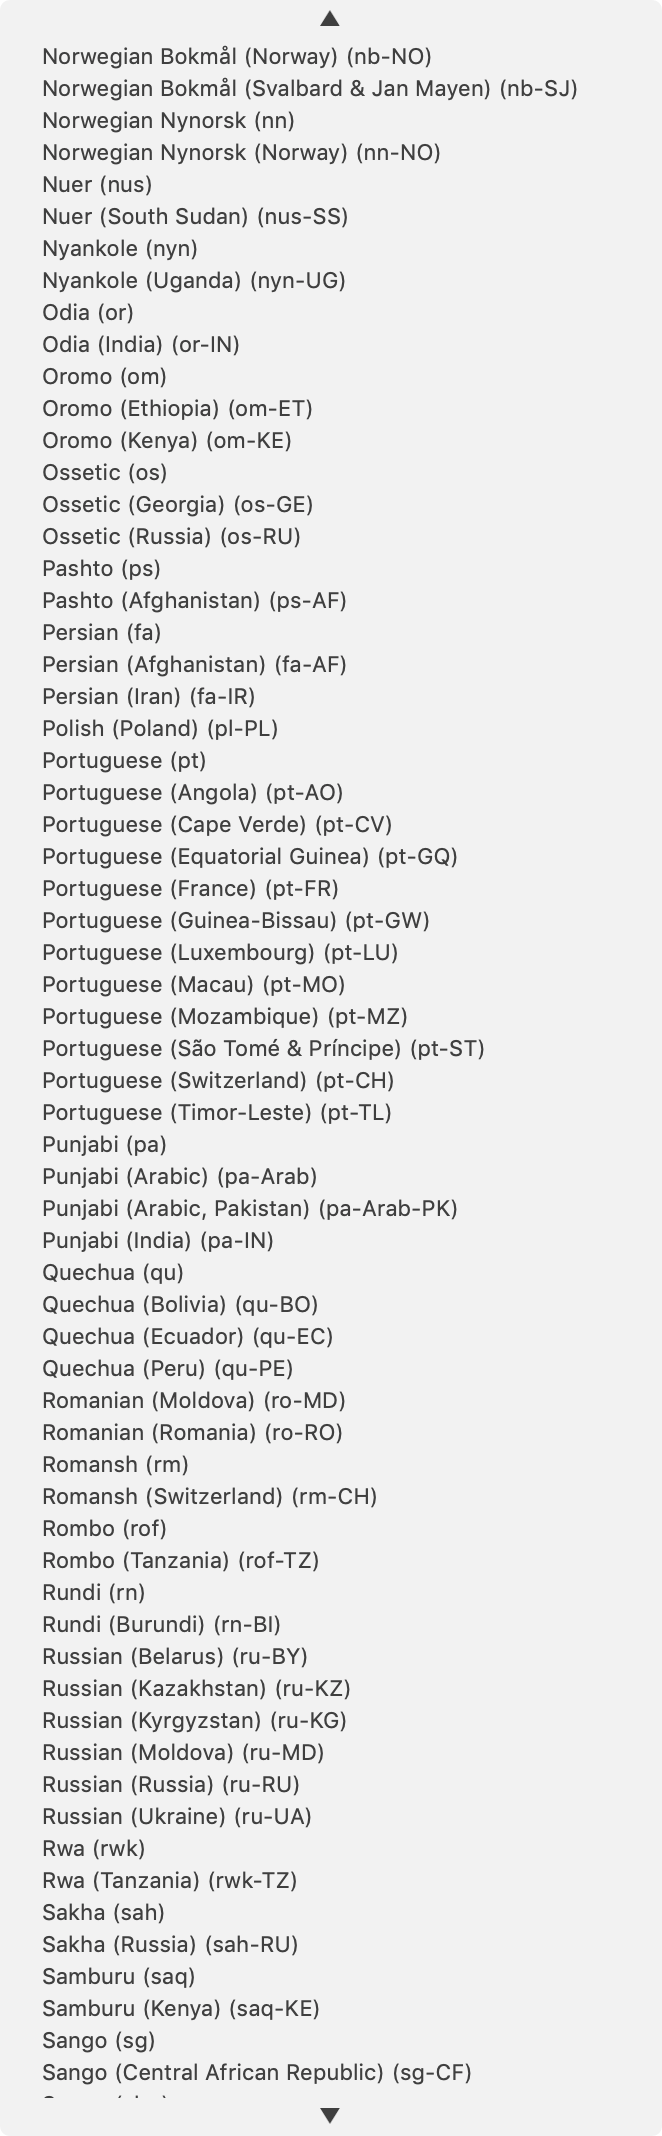 Norwegian Bokmål (Norway) (nb-NO)
Norwegian Bokmål (Svalbard & Jan Mayen) (nb-SJ)
Norwegian Nynorsk (nn)
Norwegian Nynorsk (Norway) (nn-NO)
Nuer (nus)
Nuer (South Sudan) (nus-SS)
Nyankole (nyn)
Nyankole (Uganda) (nyn-UG)
Odia (or)
Odia (India) (or-IN)
Oromo (om)
Oromo (Ethiopia) (om-ET)
Oromo (Kenya) (om-KE)
Ossetic (os)
Ossetic (Georgia) (os-GE)
Ossetic (Russia) (os-RU)
Pashto (ps)
Pashto (Afghanistan) (ps-AF)
Persian (fa)
Persian (Afghanistan) (fa-AF)
Persian (Iran) (fa-IR)
Polish (Poland) (pl-PL)
Portuguese (pt)
Portuguese (Angola) (pt-AO)
Portuguese (Cape Verde) (pt-CV)
Portuguese (Equatorial Guinea) (pt-GQ)
Portuguese (France) (pt-FR)
Portuguese (Guinea-Bissau) (pt-GW)
Portuguese (Luxembourg) (pt-LU)
Portuguese (Macau) (pt-MO)
Portuguese (Mozambique) (pt-MZ)
Portuguese (São Tomé & Príncipe) (pt-ST)
Portuguese (Switzerland) (pt-CH)
Portuguese (Timor-Leste) (pt-TL)
Punjabi (pa)
Punjabi (Arabic) (pa-Arab)
Punjabi (Arabic, Pakistan) (pa-Arab-PK)
Punjabi (India) (pa-IN)
Quechua (qu)
Quechua (Bolivia) (qu-BO)
Quechua (Ecuador) (qu-EC)
Quechua (Peru) (qu-PE)
Romanian (Moldova) (ro-MD)
Romanian (Romania) (ro-RO)
Romansh (rm)
Romansh (Switzerland) (rm-CH)
Rombo (rof)
Rombo (Tanzania) (rof-TZ)
Rundi (rn)
Rundi (Burundi) (rn-BI)
Russian (Belarus) (ru-BY)
Russian (Kazakhstan) (ru-KZ)
Russian (Kyrgyzstan) (ru-KG)
Russian (Moldova) (ru-MD)
Russian (Russia) (ru-RU)
Russian (Ukraine) (ru-UA)
Rwa (rwk)
Rwa (Tanzania) (rwk-TZ)
Sakha (sah)
Sakha (Russia) (sah-RU)
Samburu (saq)
Samburu (Kenya) (saq-KE)
Sango (sg)
Sango (Central African Republic) (sg-CF)